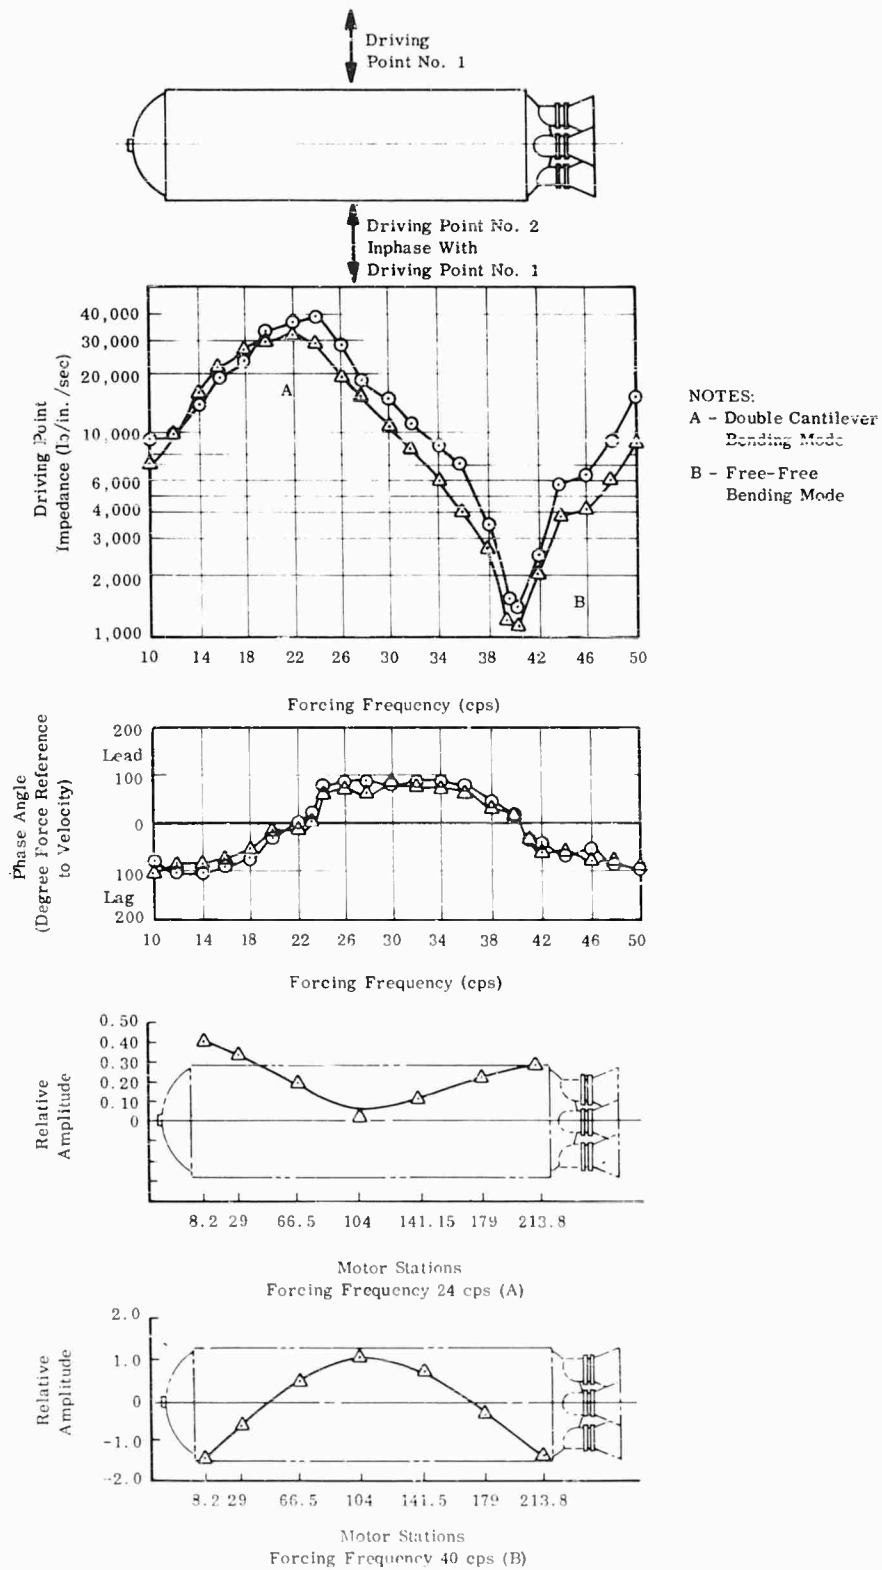 Driving
Point No. 1
Driving Point No. 2
Inphase With
Driving Point No. 1
Driving Point
Impedance (lb/in./sec)
40,000
30,000
20,000
10,000
6,000
4,000
3,000
2,000
1,000
A
B
10 14 18 22 26 30 34 38 42 46 50
Forcing Frequency (cps)
NOTES:
A - Double Cantilever
Bending Mode
B - Free-Free
Bending Mode
Phase Angle
(Degree Force Reference
to Velocity)
200
Lead
100
0
100
Lag
200
10 14 18 22 26 30 34 38 42 46 50
Forcing Frequency (cps)
Relative
Amplitude
0.50
0.40
0.30
0.20
0.10
0
8.2 29 66.5 104 141.15 179 213.8
Motor Stations
Forcing Frequency 24 cps (A)
Relative
Amplitude
2.0
1.0
0
-1.0
-2.0
8.2 29 66.5 104 141.5 179 213.8
Motor Stations
Forcing Frequency 40 cps (B)